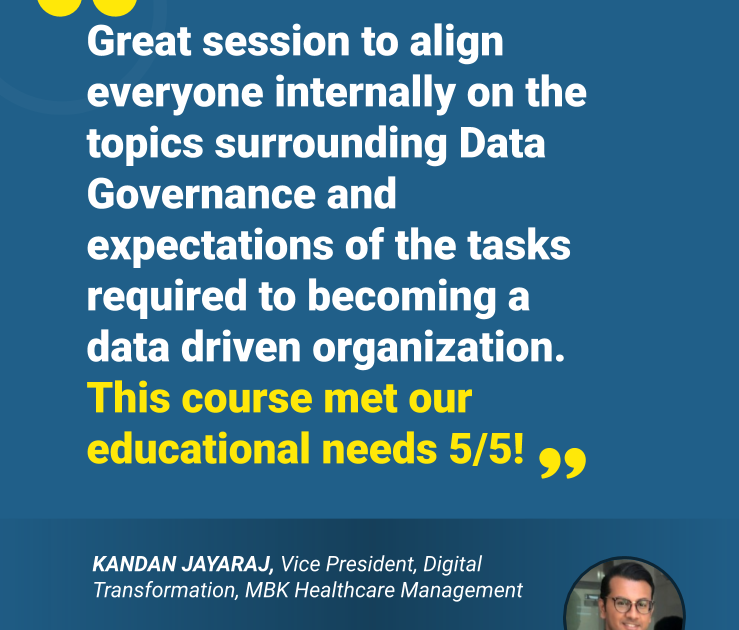 Great session to align
everyone internally on the
topics surrounding Data
Governance and
expectations of the tasks
required to becoming a
data driven organization.
This course met our
educational needs 5/5! ”
KANDAN JAYARAJ, Vice President, Digital
Transformation, MBK Healthcare Management